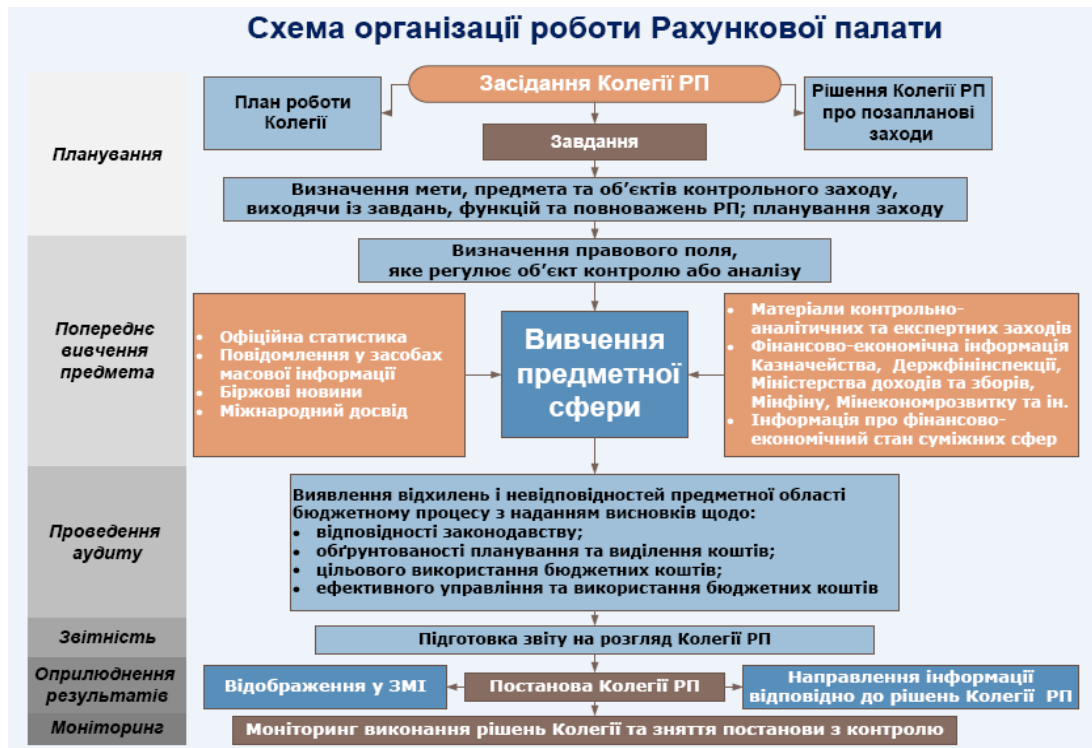 Схема організації роботи Рахункової палати
Засідання Колегії РП
План роботи
Колегії
Рішення Колегії РП
про позапланові
заходи
Завдання
Планування
Визначення мети, предмета та об’єктів контрольного заходу,
виходячи із завдань, функцій та повноважень РП; планування заходу
Визначення правового поля,
яке регулює об’єкт контролю або аналізу
Попереднє
вивчення
предмета
• Офіційна статистика
• Повідомлення у засобах
масової інформації
• Біржові новини
• Міжнародний досвід
Вивчення
предметної
сфери
• Матеріали контрольно-
аналітичних та експертних заходів
• Фінансово-економічна інформація
Казначейства, Держфінінспекції,
Міністерства доходів та зборів,
Мінфіну, Мінекономрозвитку та ін.
• Інформація про фінансово-
економічний стан суміжних сфер
Проведення
аудиту
Виявлення відхилень і невідповідностей предметної області
бюджетному процесу з наданням висновків щодо:
• відповідності законодавству;
• обґрунтованості планування та виділення коштів;
• цільового використання бюджетних коштів;
• ефективного управління та використання бюджетних коштів
Звітність
Підготовка звіту на розгляд Колегії РП
Оприлюднення
результатів
Відображення у ЗМІ
Постанова Колегії РП
Направлення інформації
відповідно до рішень Колегії РП
Моніторинг
Моніторинг виконання рішень Колегії та зняття постанови з контролю